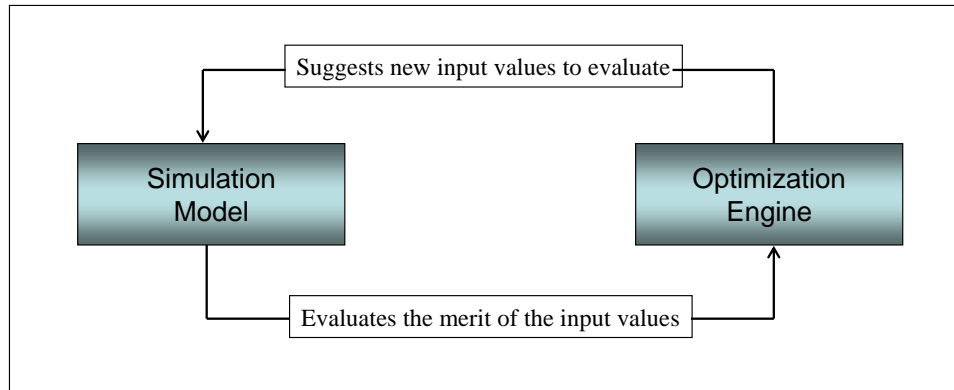 Suggests new input values to evaluate
Simulation
Model
Optimization
Engine
Evaluates the merit of the input values